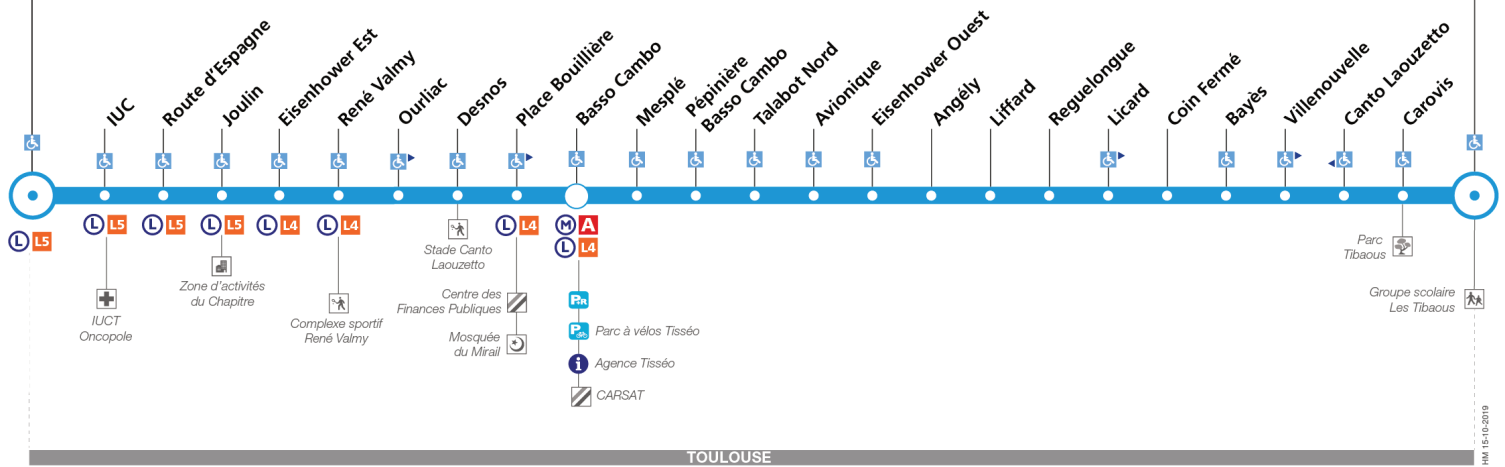 IUC
Route d'Espagne
Joulin
Eisenhower Est
René Valmy
Ourliac
Desnos
Place Bouillière
Basso Cambo
Mesplé
Pépinière
Basso Cambo
Talabot Nord
Avionique
Eisenhower Ouest
Angély
Liffard
Reguelongue
Licard
Coin Fermé
Bayès
Villenouvelle
Canto Laouzetto
Carovis
L L5
L L5
L L5
L L5
L L4
L L4
L L4
M A
L L4
IUCT
Oncopole
Zone d'activités
du Chapitre
Complexe sportif
René Valmy
Stade Canto
Laouzetto
Centre des
Finances Publiques
Mosquée
du Mirail
P+R
P
Parc à vélos Tisséo
i
Agence Tisséo
CARSAT
Parc
Tibaous
Groupe scolaire
Les Tibaous
HM 15-10-2019
TOULOUSE